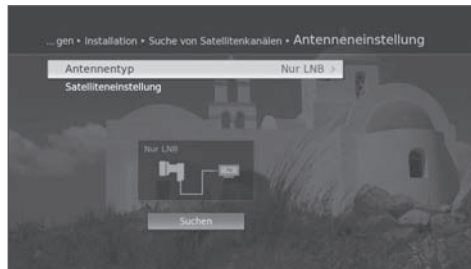 ...gen • Installation • Suche von Satellitenkanälen • Antenneneinstellung
Antennentyp Nur LNB >
Satelliteneinstellung
Nur LNB
Suchen